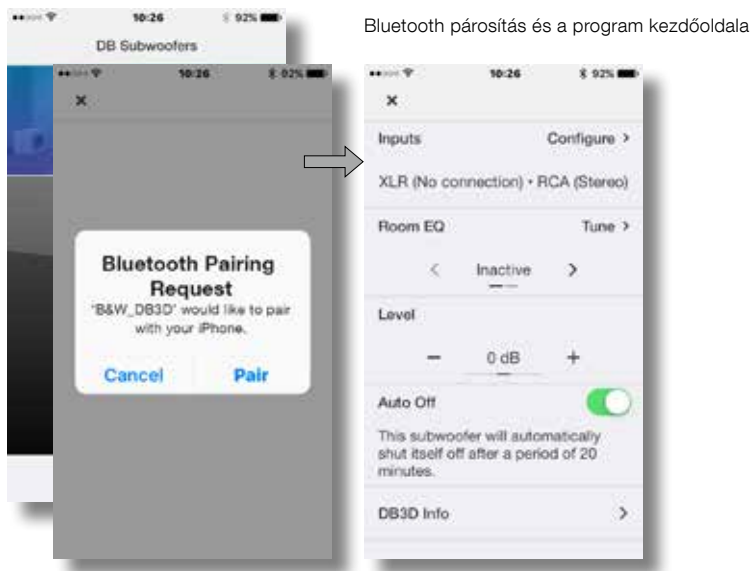 Bluetooth párosítás és a program kezdőoldala
10:26 92%
DB Subwoofers
10:26 92%
×
Bluetooth Pairing
Request
"B&W_DB3D" would like to pair
with your iPhone.
Cancel Pair
10:26 92%
×
Inputs Configure >
XLR (No connection) • RCA (Stereo)
Room EQ Tune >
< Inactive >
Level
− 0 dB +
Auto Off
This subwoofer will automatically
shut itself off after a period of 20
minutes.
DB3D Info >